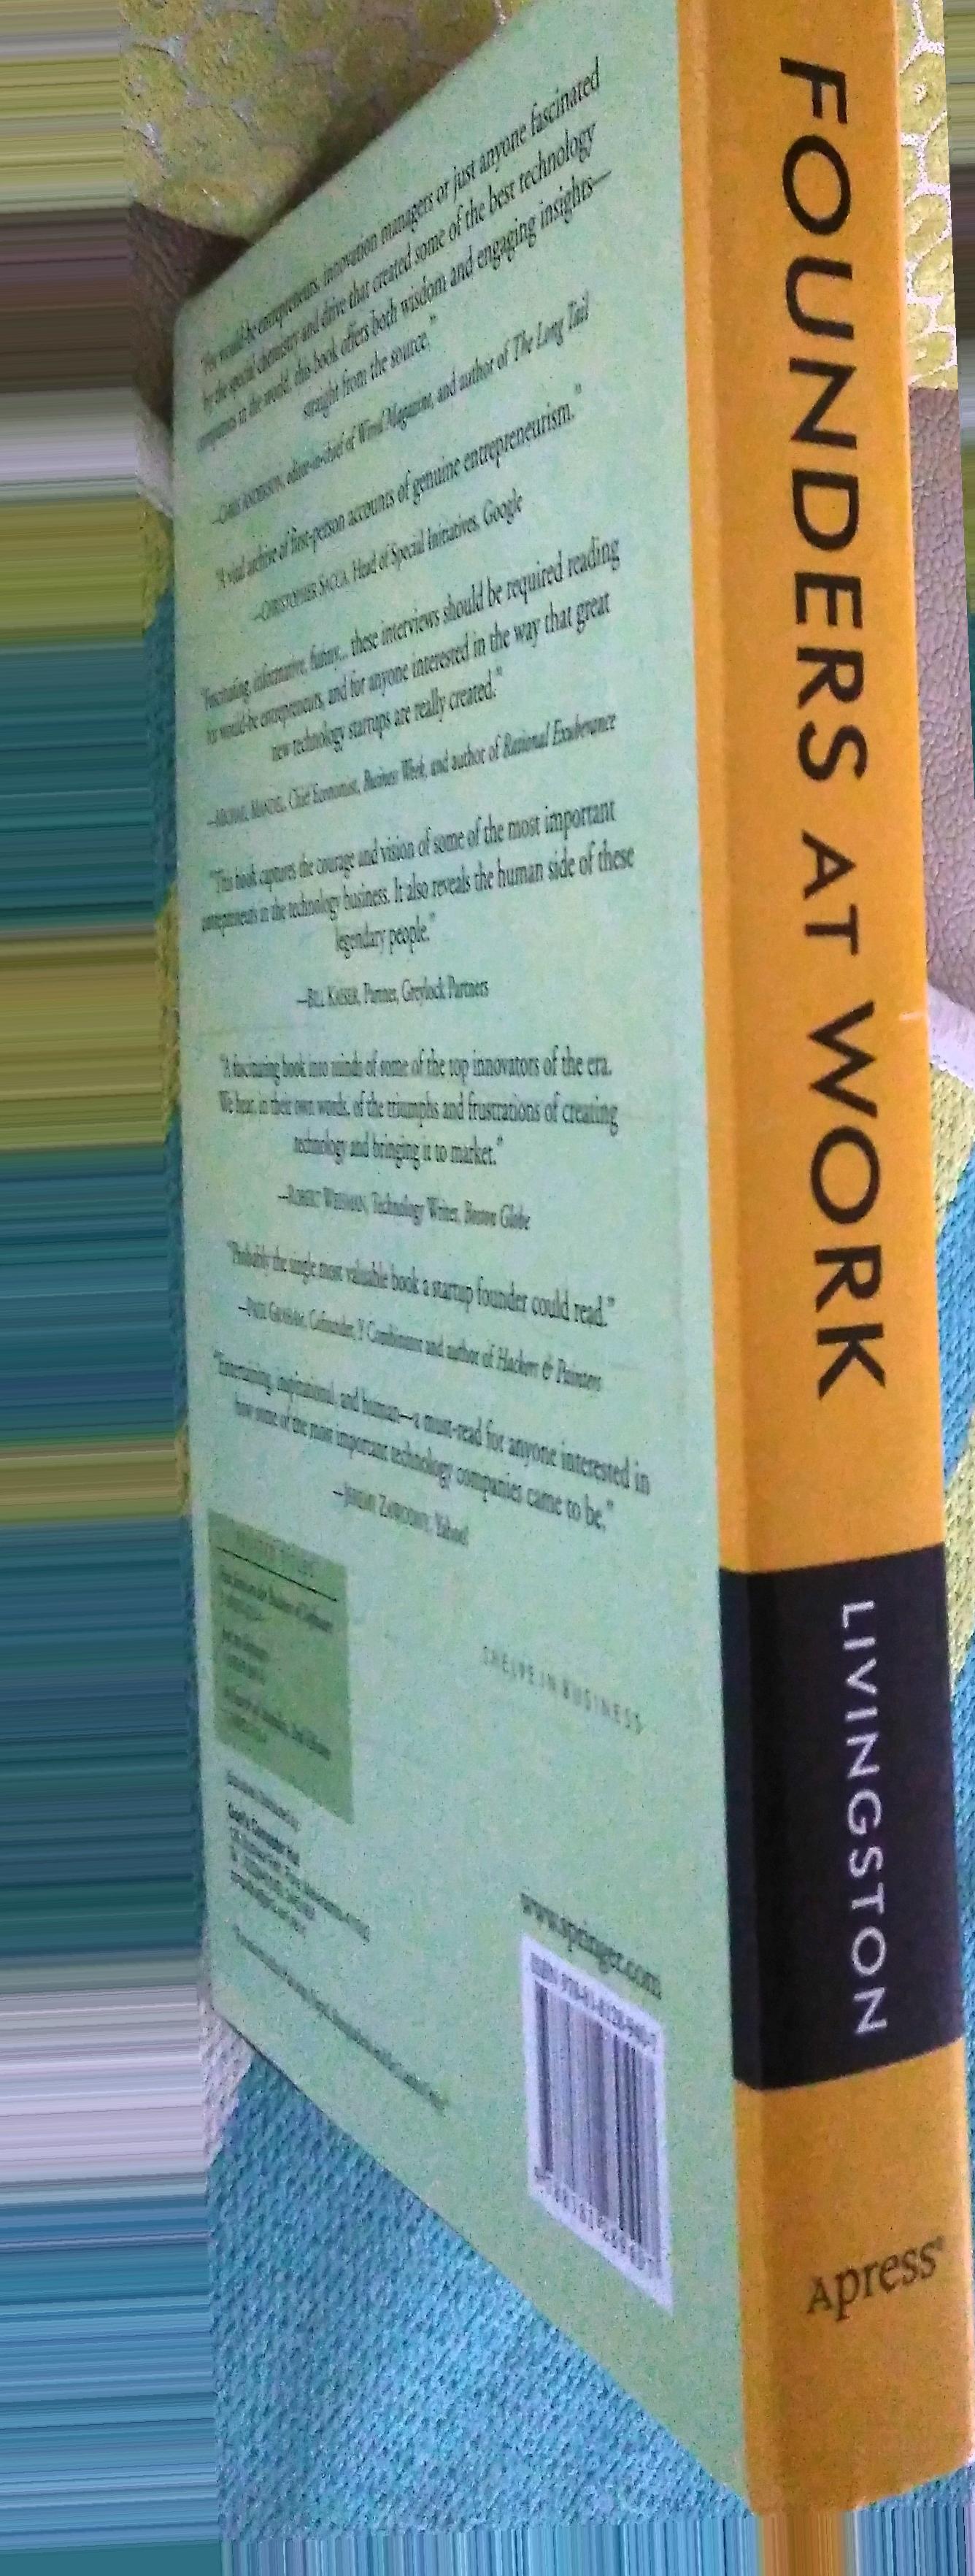 "For would-be entrepreneurs, innovation managers or just anyone fascinated
by the special chemistry and drive that created some of the best technology
companies in the world, this book offers both wisdom and engaging insights—
straight from the source."
—CHRIS ANDERSON, editor-in-chief of Wired Magazine, and author of The Long Tail
"A vital archive of first-person accounts of genuine entrepreneurism."
—CHRISTOPHER SACCA, Head of Special Initiatives, Google
"Fascinating, informative, funny... these interviews should be required reading
for would-be entrepreneurs, and for anyone interested in the way that great
new technology startups are really created."
—MICHAEL MANDEL, Chief Economist, Business Week, and author of Rational Exuberance
"This book captures the courage and vision of some of the most important
entrepreneurs in the technology business. It also reveals the human side of these
legendary people."
—BILL KAISER, Partner, Greylock Partners
"A fascinating book into minds of some of the top innovators of the era.
We hear, in their own words, of the triumphs and frustrations of creating
technology and bringing it to market."
—ROBERT WEISMAN, Technology Writer, Boston Globe
"Probably the single most valuable book a startup founder could read."
—PAUL GRAHAM, Cofounder, Y Combinator and author of Hackers & Painters
"Entertaining, inspirational, and human—a must-read for anyone interested in
how some of the most important technology companies came to be."
—JEREMY ZAWODNY, Yahoo!
SHELVE IN BUSINESS
www.springer.com
FOUNDERS AT WORK
LIVINGSTON
Apress®